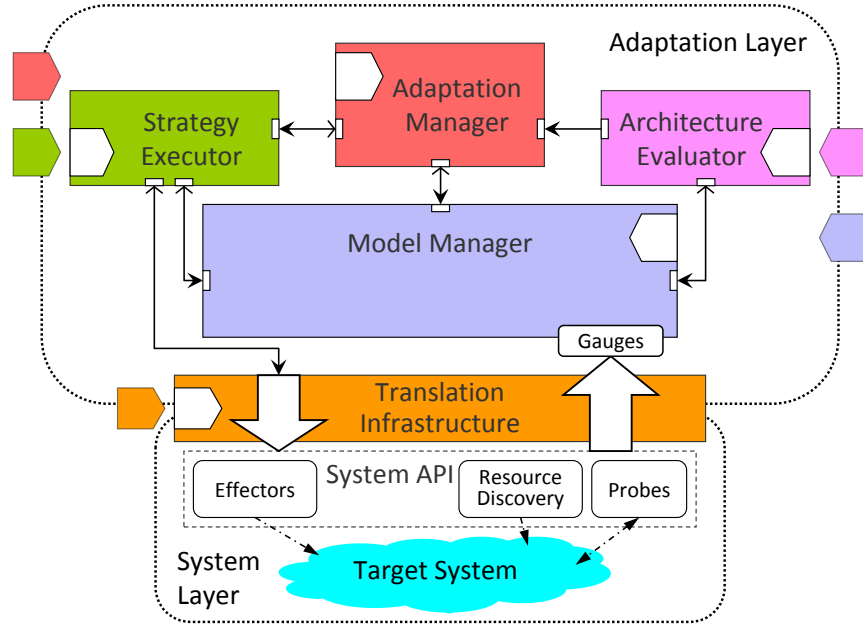 Adaptation Layer
Strategy
Executor
Adaptation
Manager
Architecture
Evaluator
Model Manager
Gauges
Translation
Infrastructure
System API
Effectors
Resource
Discovery
Probes
System
Layer
Target System